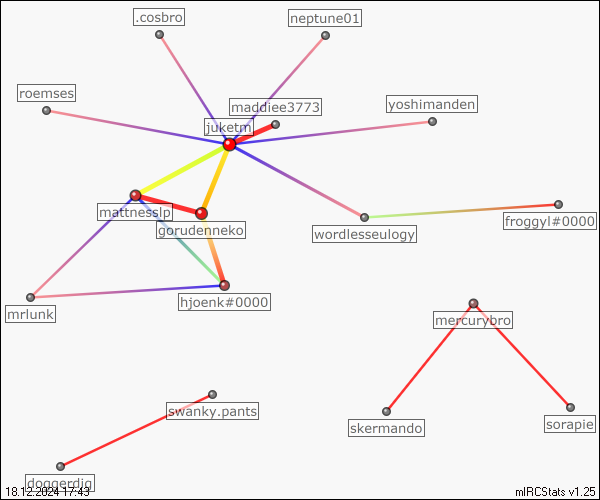 .cosbro
neptune01
roemses
maddiee3773
yoshimanden
juketm
mattnesslp
gorudenneko
wordlesseulogy
froggyl#0000
hjoenk#0000
mrlunk
mercurybro
swanky.pants
skermando
sorapie
doggerdig
18.12.2024 17:43
mIRCStats v1.25